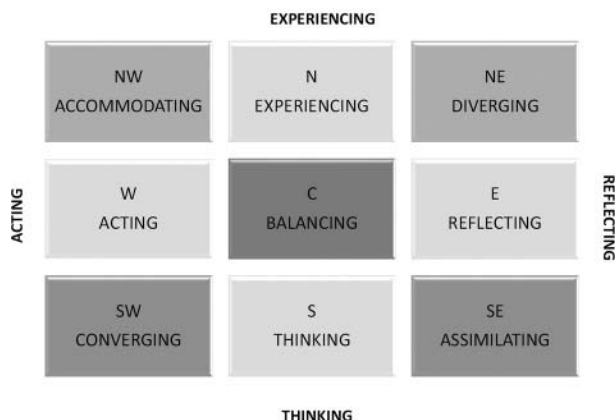 EXPERIENCING
NW
ACCOMMODATING
N
EXPERIENCING
NE
DIVERGING
ACTING
W
ACTING
C
BALANCING
E
REFLECTING
REFLECTING
SW
CONVERGING
S
THINKING
SE
ASSIMILATING
THINKING